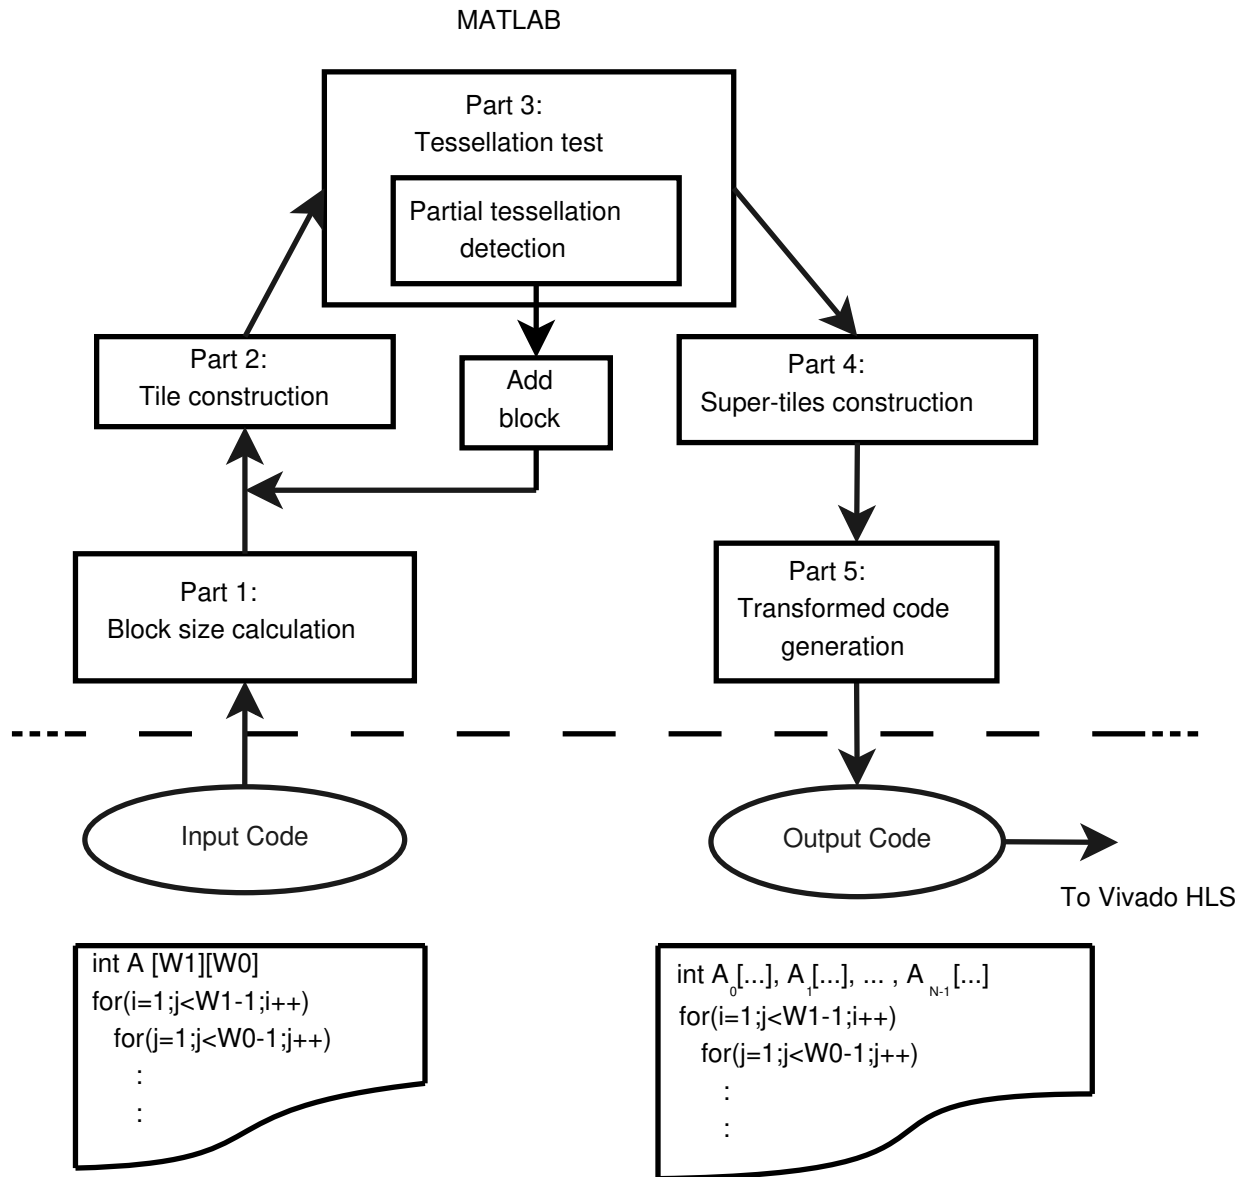 MATLAB
Part 3:
Tessellation test
Partial tessellation
detection
Part 2:
Tile construction
Add
block
Part 4:
Super-tiles construction
Part 1:
Block size calculation
Part 5:
Transformed code
generation
Input Code
Output Code
To Vivado HLS
int A [W1][W0]
for(i=1;j<W1-1;i++)
for(j=1;j<W0-1;j++)
:
:
int A0[...], A1[...], ... , AN-1[...]
for(i=1;j<W1-1;i++)
for(j=1;j<W0-1;j++)
:
: